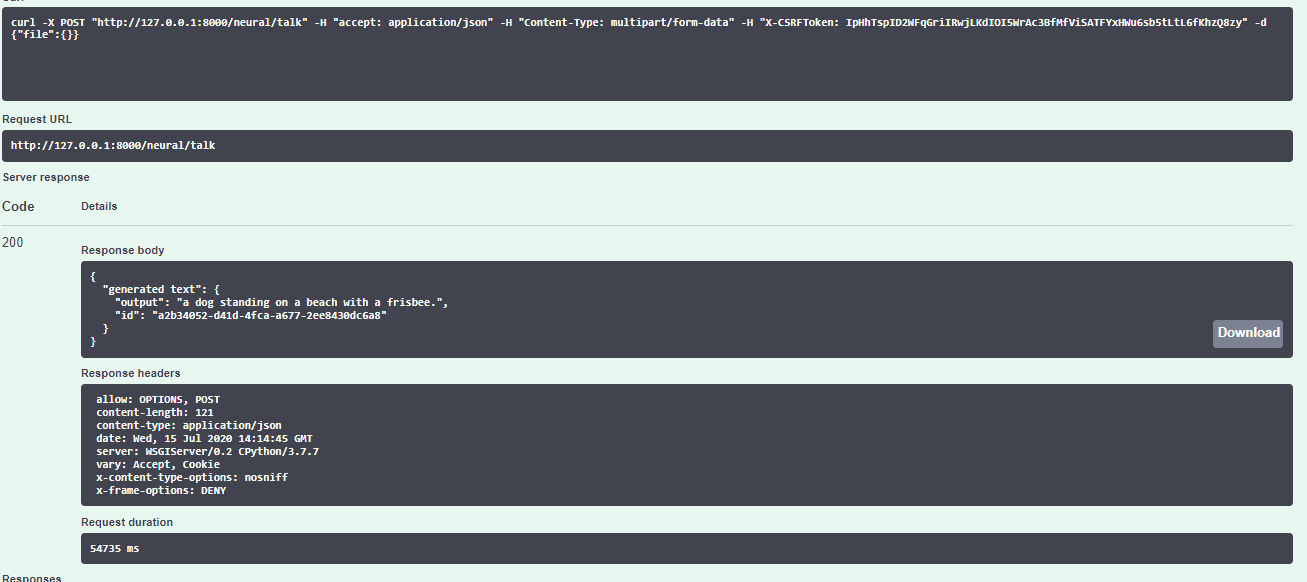 curl -X POST "http://127.0.0.1:8000/neural/talk" -H "accept: application/json" -H "Content-Type: multipart/form-data" -H "X-CSRFToken: IpHhTspID2WFqGriIRwjLKdIOI5WrAc3BfMfViSATFYxHWu6sb5tLtL6fKhzQ8zy" -d
{"file":{}}
Request URL
http://127.0.0.1:8000/neural/talk
Server response
Code Details
200
Response body
{
  "generated text": {
    "output": "a dog standing on a beach with a frisbee.",
    "id": "a2b34052-d41d-4fca-a677-2ee8430dc6a8"
  }
}
Download
Response headers
allow: OPTIONS, POST
content-length: 121
content-type: application/json
date: Wed, 15 Jul 2020 14:14:45 GMT
server: WSGIServer/0.2 CPython/3.7.7
vary: Accept, Cookie
x-content-type-options: nosniff
x-frame-options: DENY
Request duration
54735 ms
Responses